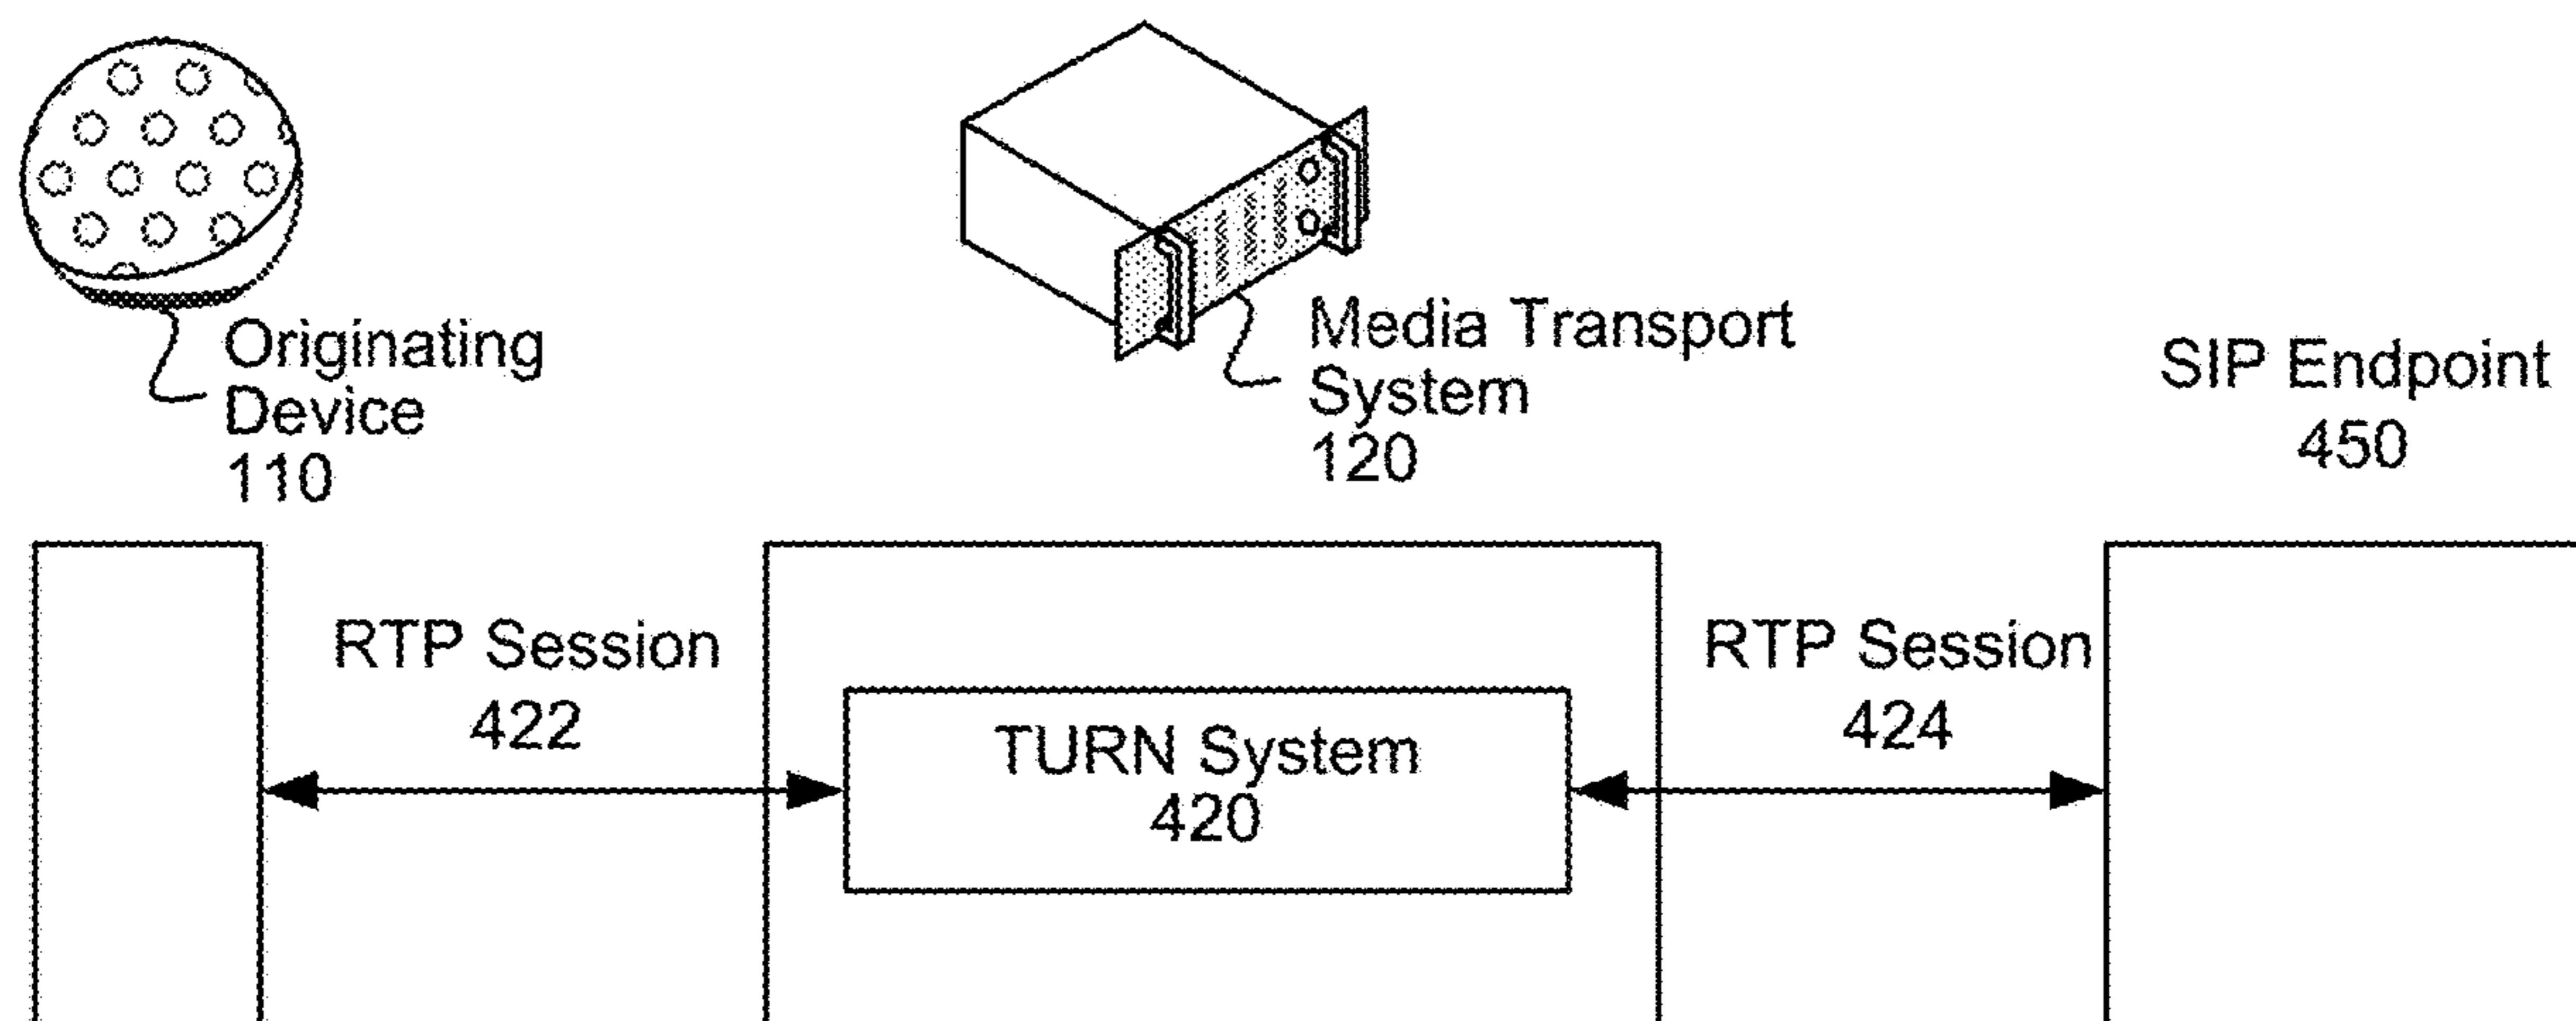 Originating
Device
110
Media Transport
System
120
SIP Endpoint
450
RTP Session
422
TURN System
420
RTP Session
424